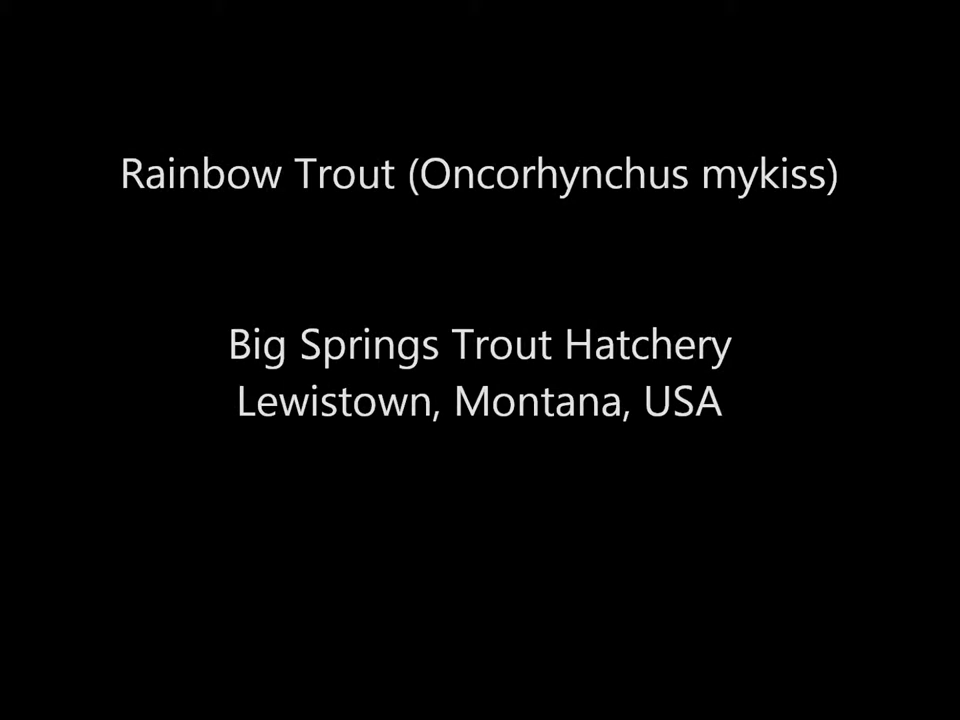 Rainbow Trout (Oncorhynchus mykiss)
Big Springs Trout Hatchery
Lewistown, Montana, USA